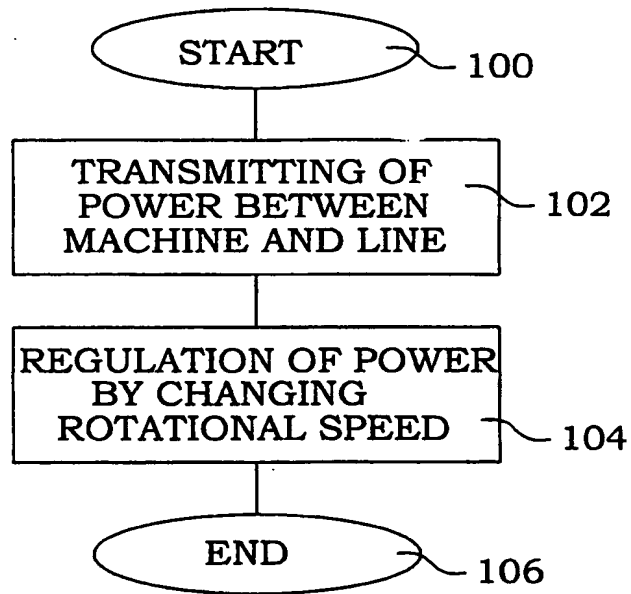 START
100
TRANSMITTING OF
POWER BETWEEN
MACHINE AND LINE
102
REGULATION OF POWER
BY CHANGING
ROTATIONAL SPEED
104
END
106